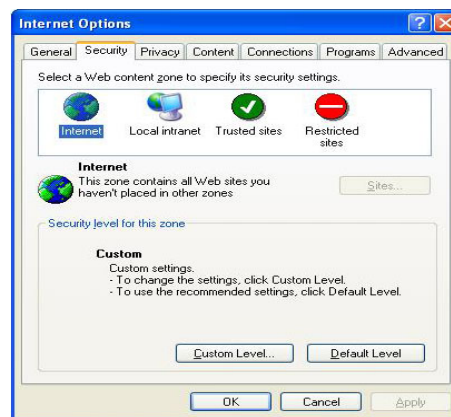 Internet Options
General Security Privacy Content Connections Programs Advanced
Select a Web content zone to specify its security settings.
Internet Local intranet Trusted sites Restricted sites
Internet
This zone contains all Web sites you
haven't placed in other zones
Sites...
Security level for this zone
Custom
Custom settings.
- To change the settings, click Custom Level.
- To use the recommended settings, click Default Level.
Custom Level... Default Level
OK Cancel Apply